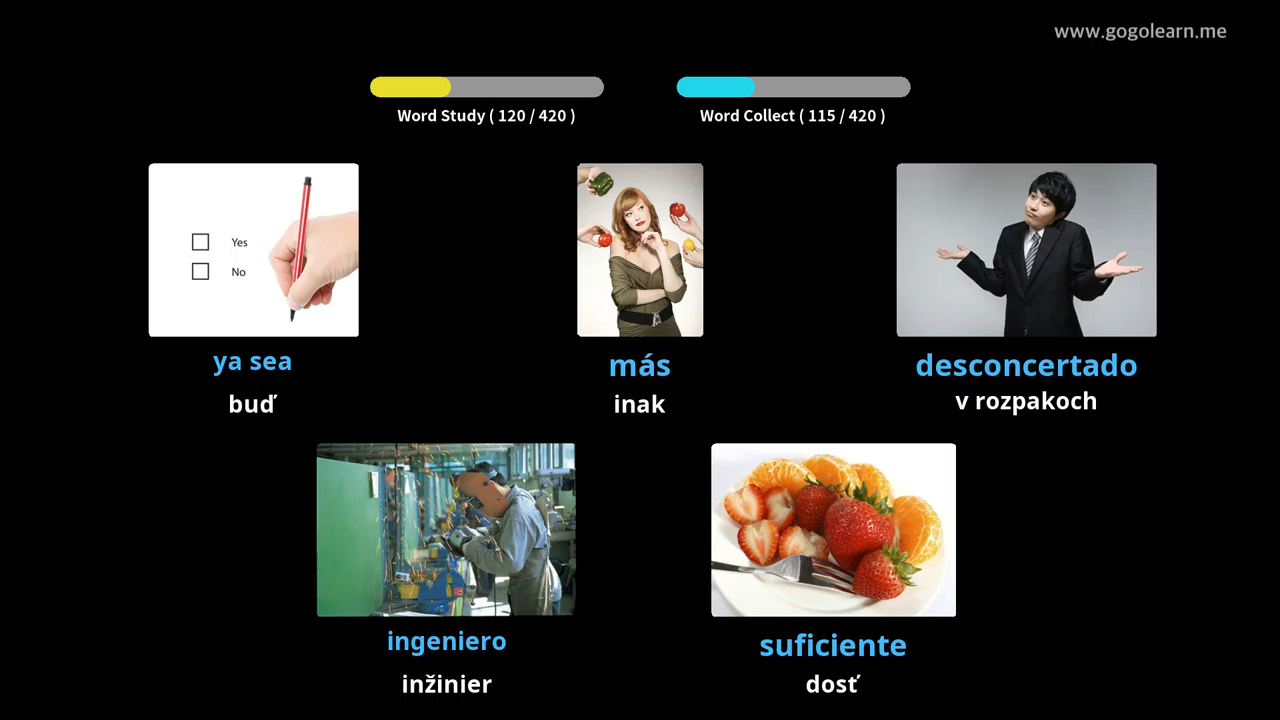 www.gogolearn.me
Word Study ( 120 / 420 )
Word Collect ( 115 / 420 )
Yes
No
ya sea
buď
más
inak
desconcertado
v rozpakoch
ingeniero
inžinier
suficiente
dosť